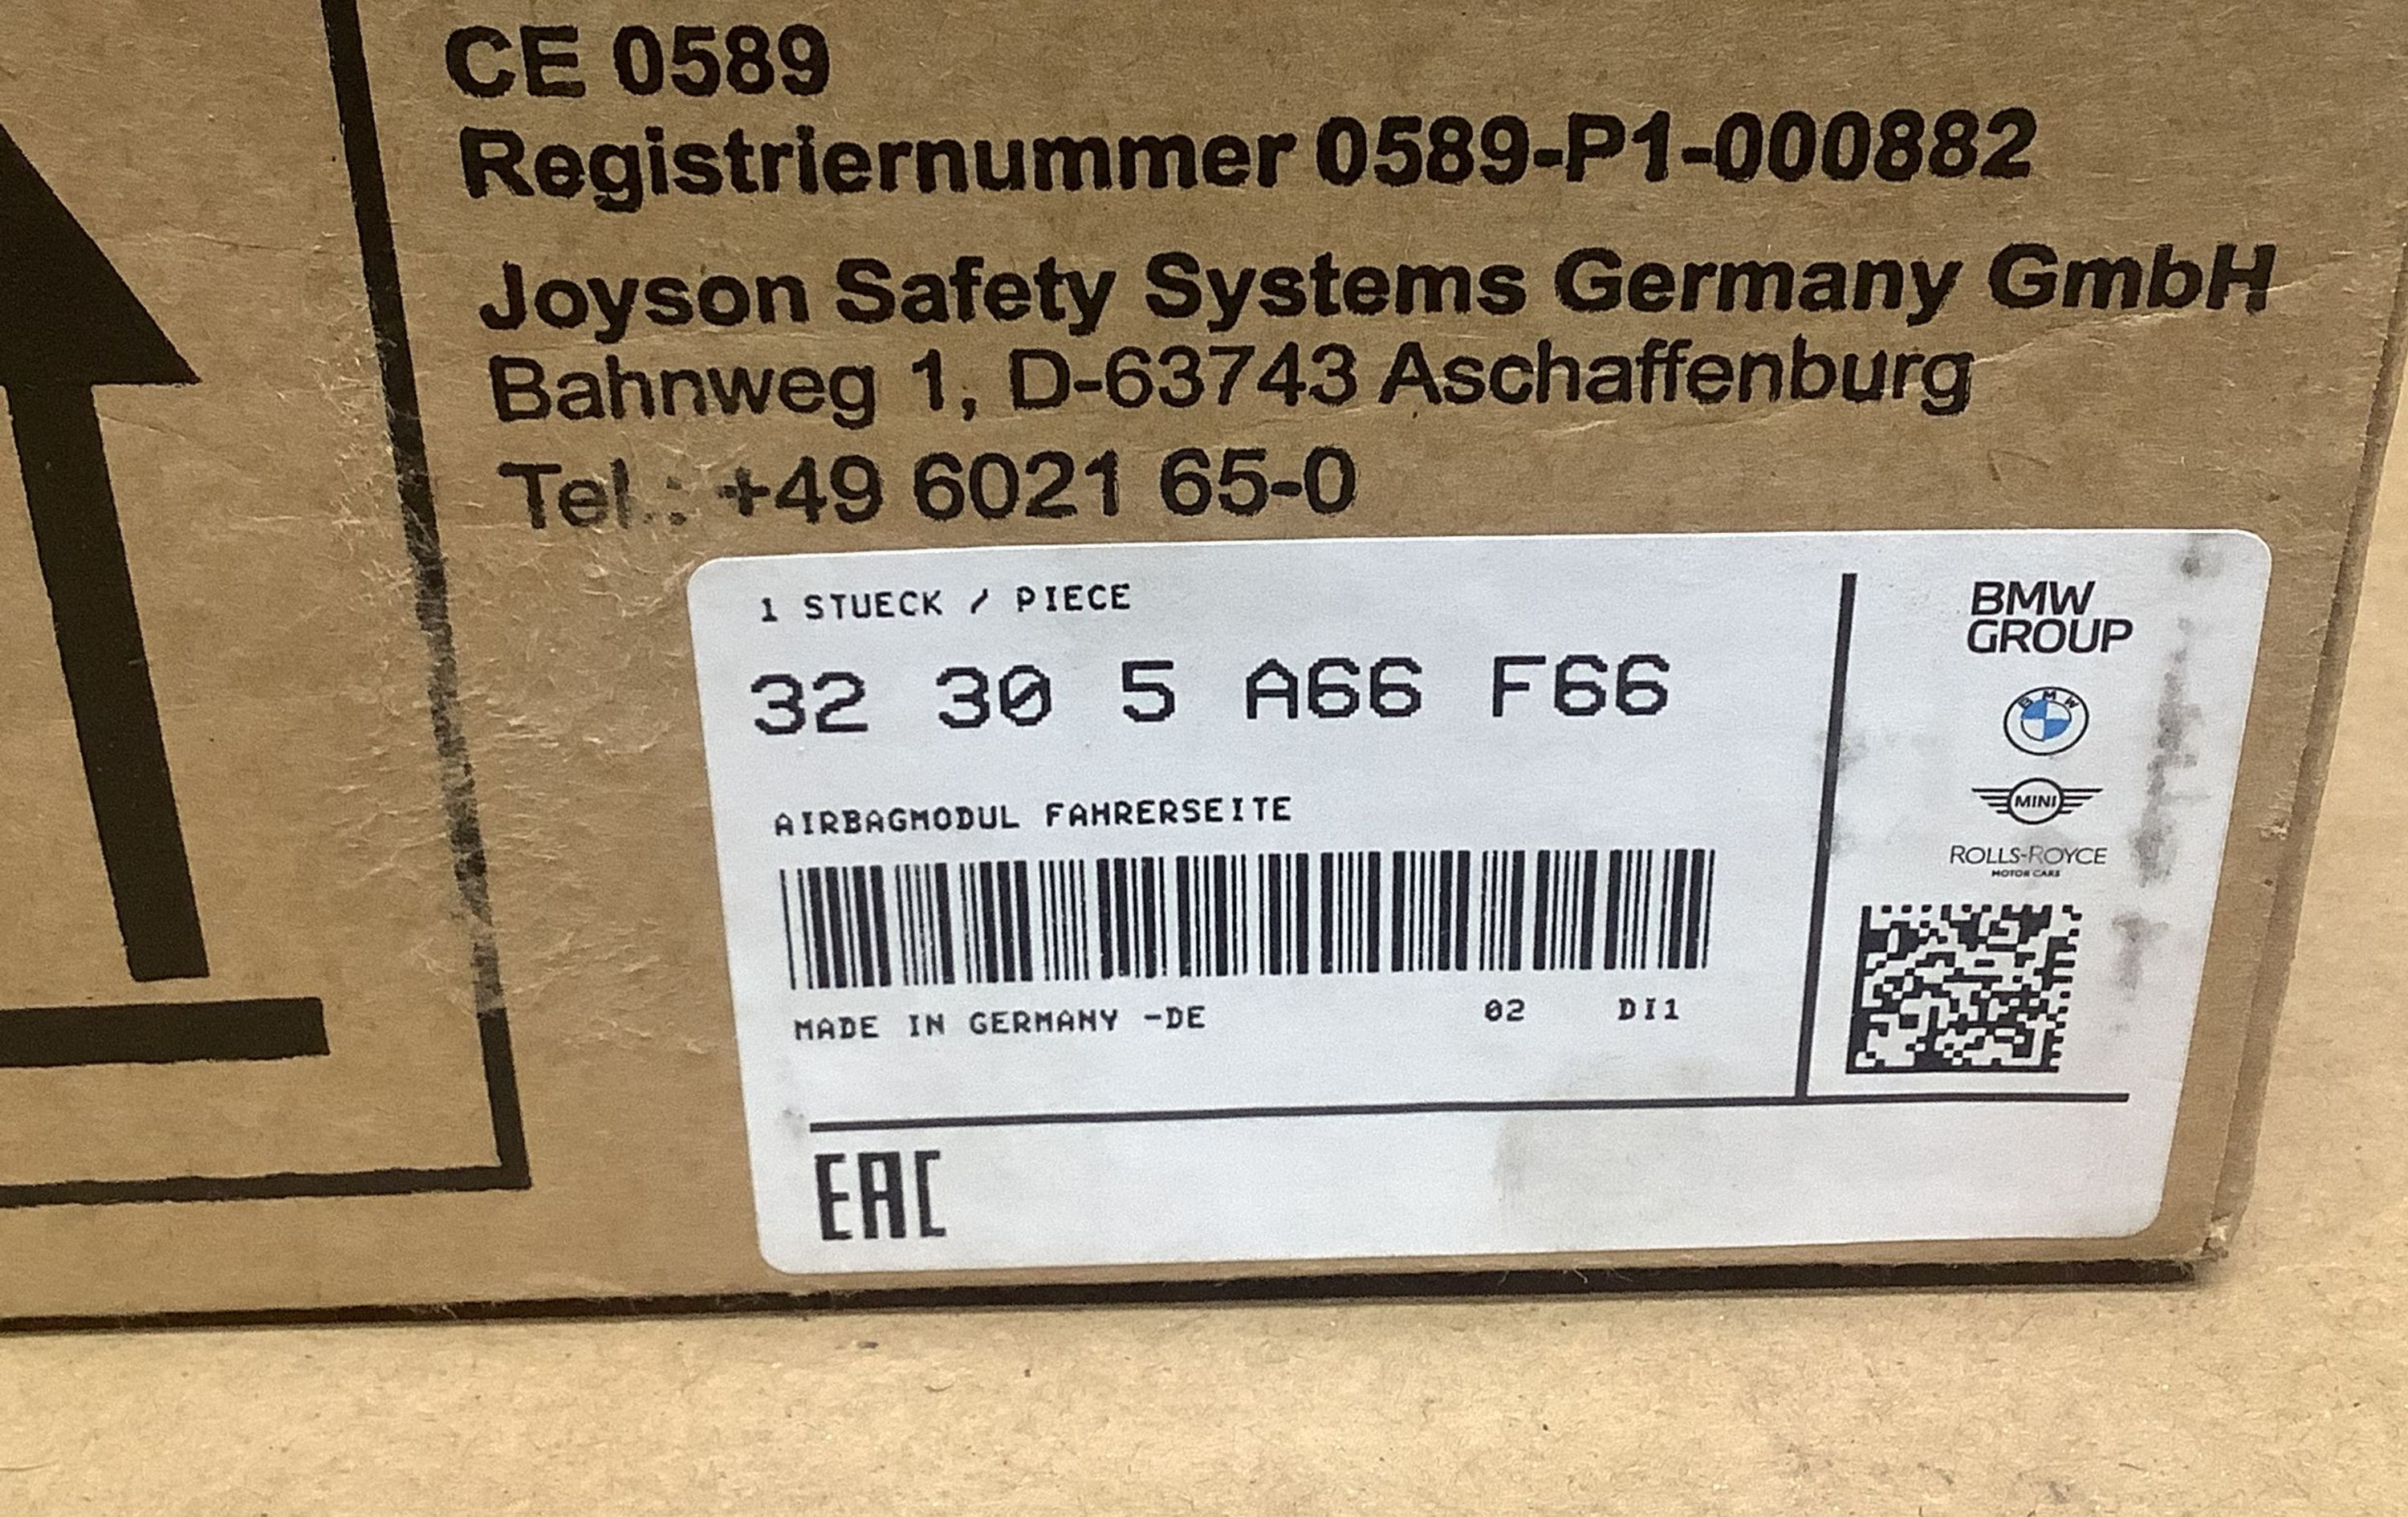 CE 0589
Registriernummer 0589-P1-000882
Joyson Safety Systems Germany GmbH
Bahnweg 1, D-63743 Aschaffenburg
Tel.: +49 6021 65-0
1 STUECK / PIECE
32 30 5 A66 F66
AIRBAGMODUL FAHRERSEITE
MADE IN GERMANY -DE 02 DI1
EAC
BMW
GROUP
BMW
MINI
ROLLS-ROYCE
MOTOR CARS